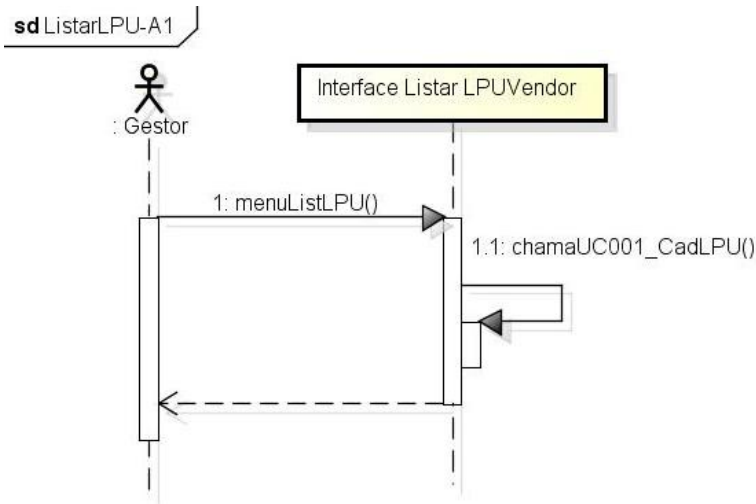 sd ListarLPU-A1
Interface Listar LPUVendor
: Gestor
1: menuListLPU()
1.1: chamaUC001_CadLPU()